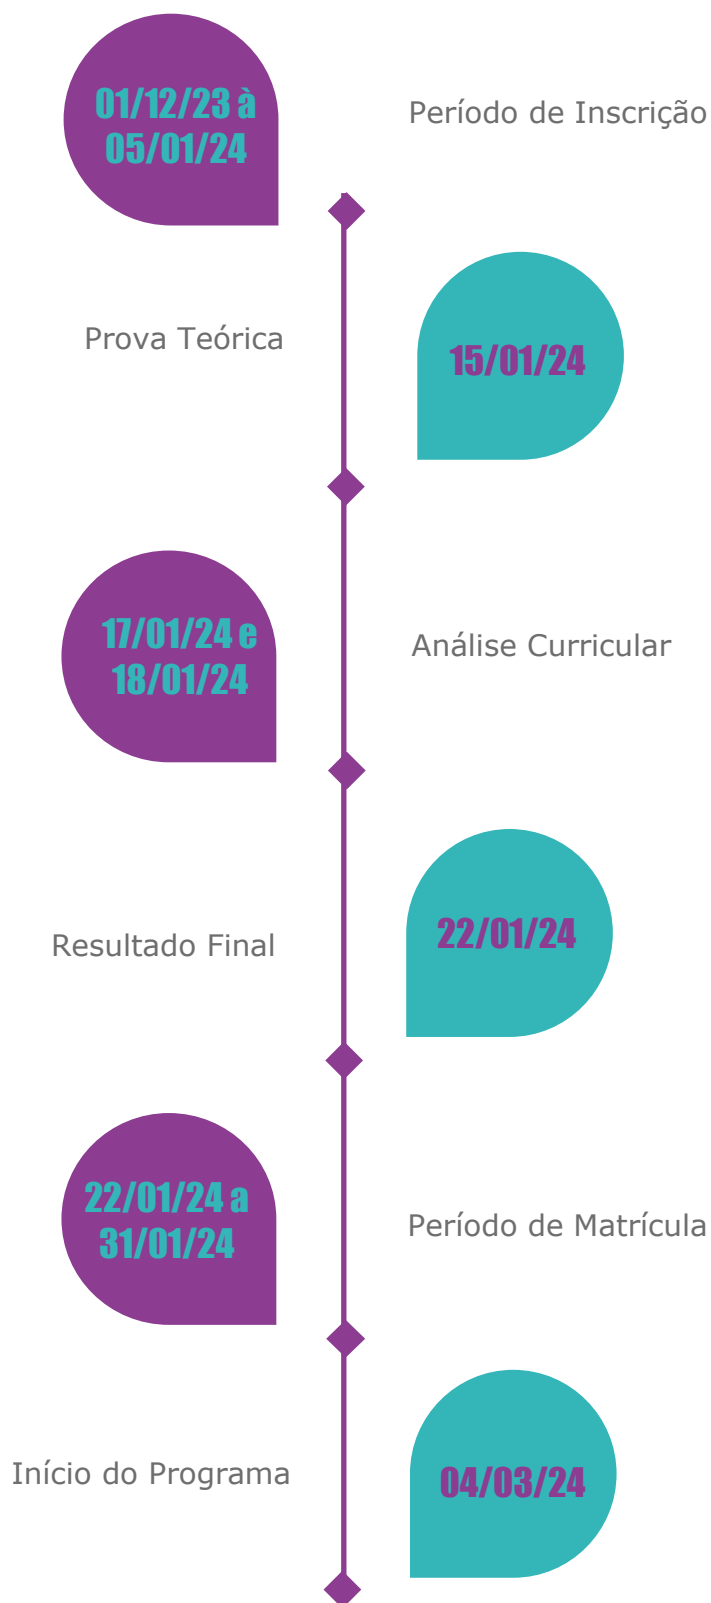 01/12/23 à
05/01/24
Período de Inscrição
Prova Teórica
15/01/24
17/01/24 e
18/01/24
Análise Curricular
Resultado Final
22/01/24
22/01/24 a
31/01/24
Período de Matrícula
Início do Programa
04/03/24